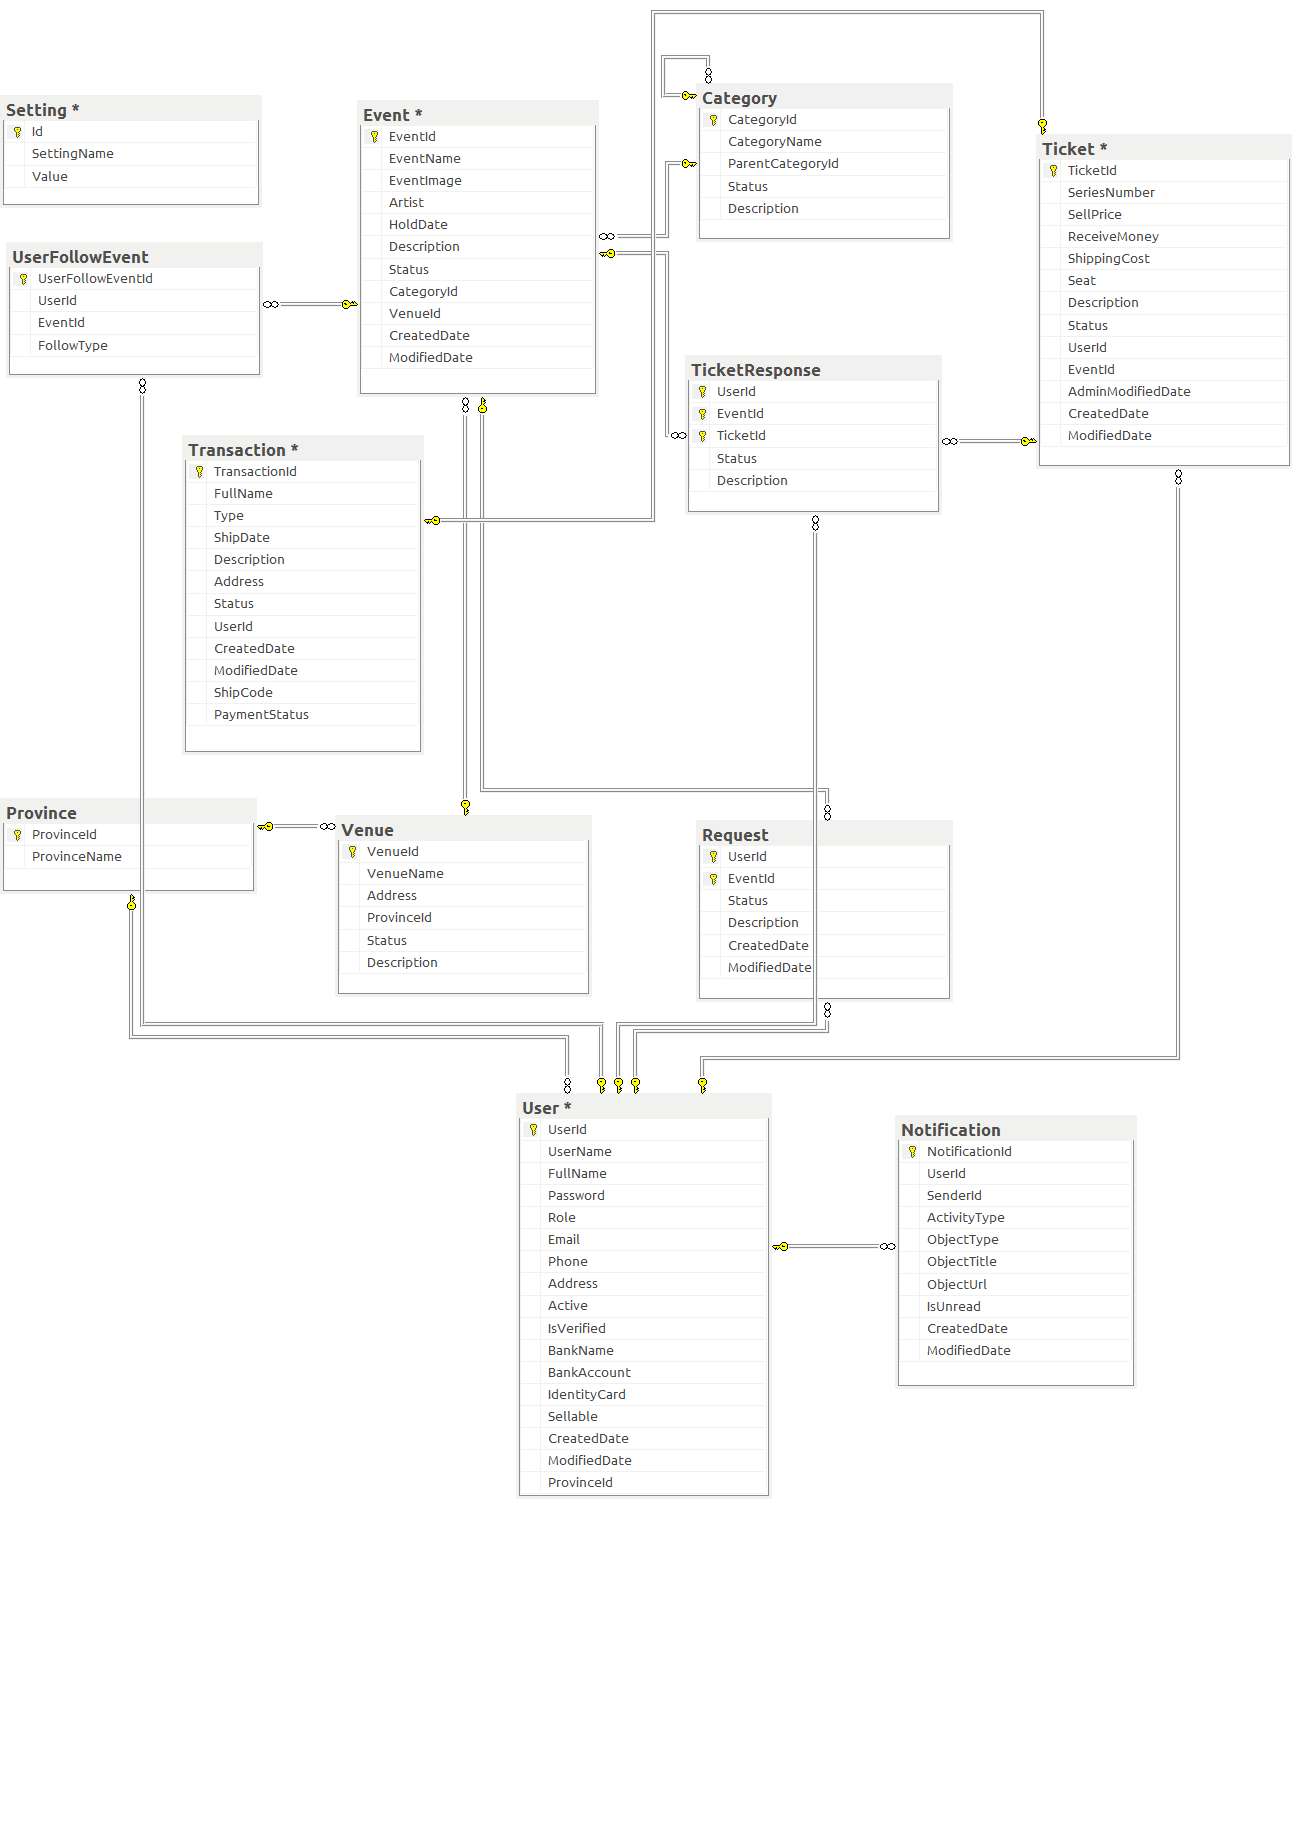 Setting *
Id
SettingName
Value
Event *
EventId
EventName
EventImage
Artist
HoldDate
Description
Status
CategoryId
VenueId
CreatedDate
ModifiedDate
Category
CategoryId
CategoryName
ParentCategoryId
Status
Description
Ticket *
TicketId
SeriesNumber
SellPrice
ReceiveMoney
ShippingCost
Seat
Description
Status
UserId
EventId
AdminModifiedDate
CreatedDate
ModifiedDate
UserFollowEvent
UserFollowEventId
UserId
EventId
FollowType
TicketResponse
UserId
EventId
TicketId
Status
Description
Transaction *
TransactionId
FullName
Type
ShipDate
Description
Address
Status
UserId
CreatedDate
ModifiedDate
ShipCode
PaymentStatus
Province
ProvinceId
ProvinceName
Venue
VenueId
VenueName
Address
ProvinceId
Status
Description
Request
UserId
EventId
Status
Description
CreatedDate
ModifiedDate
User *
UserId
UserName
FullName
Password
Role
Email
Phone
Address
Active
IsVerified
BankName
BankAccount
IdentityCard
Sellable
CreatedDate
ModifiedDate
ProvinceId
Notification
NotificationId
UserId
SenderId
ActivityType
ObjectType
ObjectTitle
ObjectUrl
IsUnread
CreatedDate
ModifiedDate